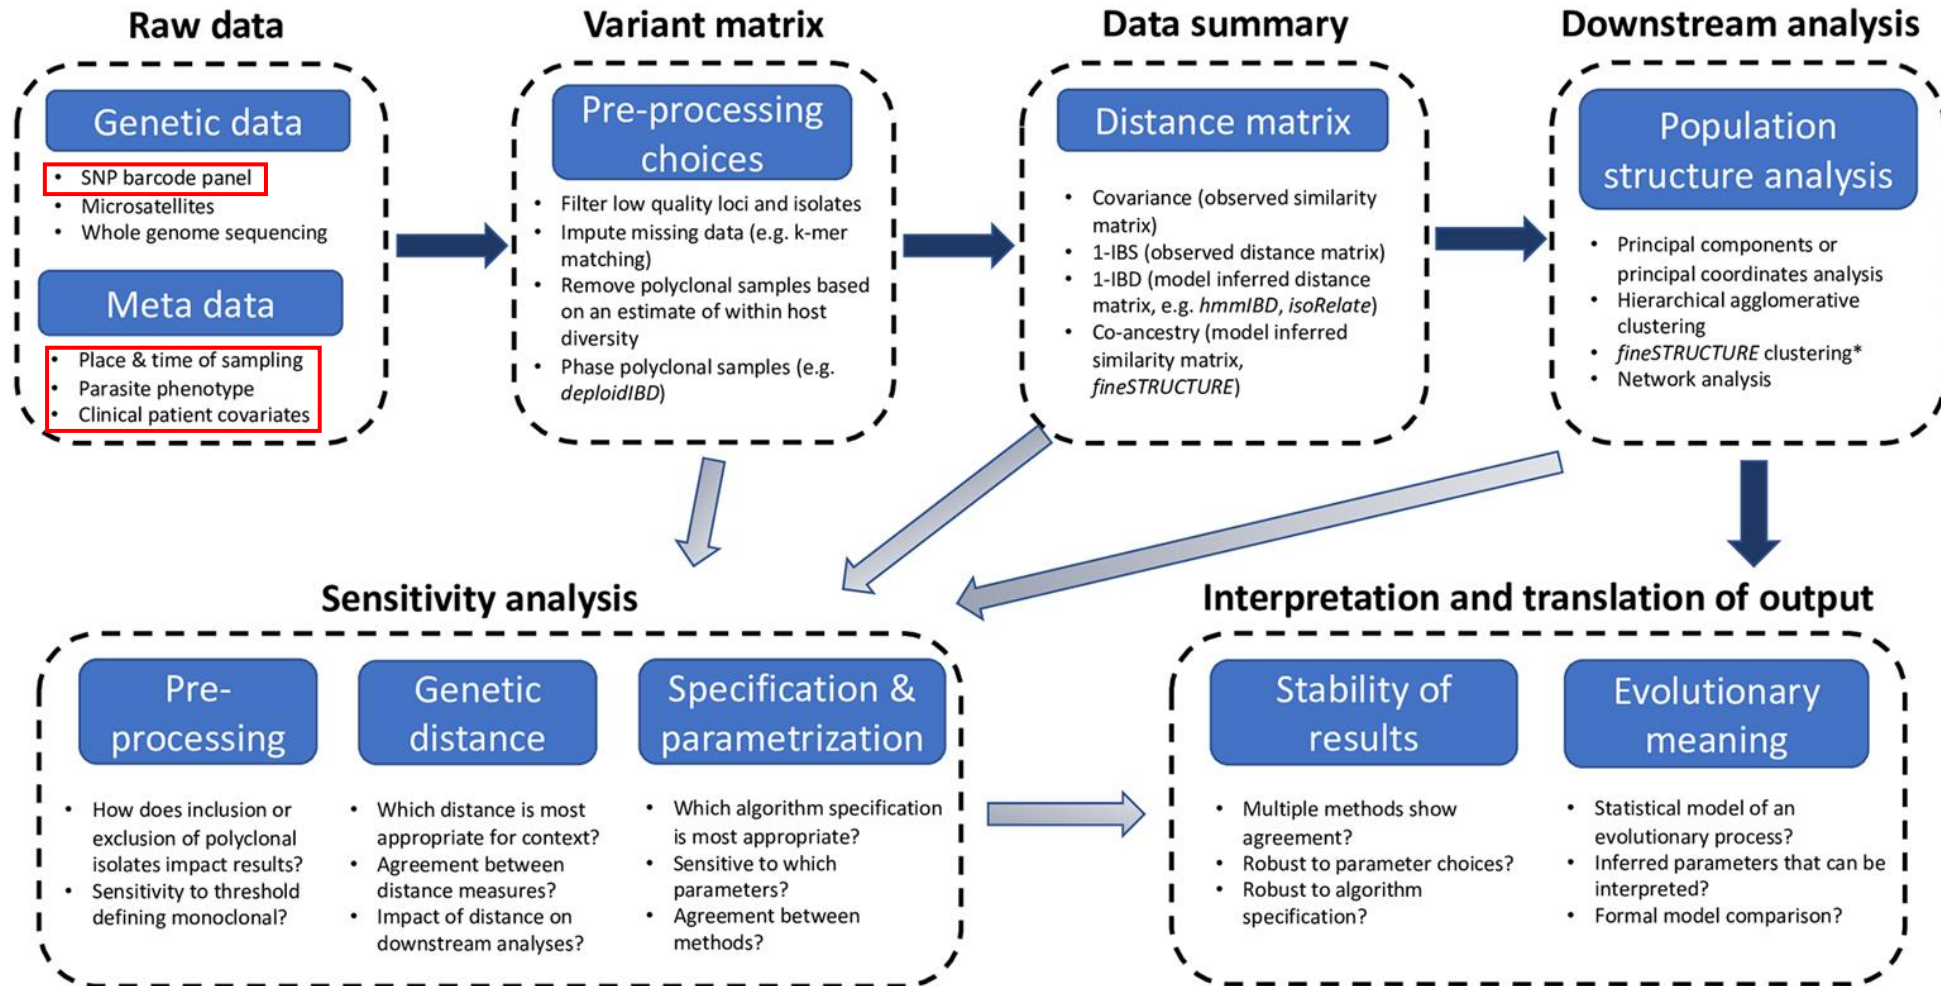 Raw data
Genetic data
• SNP barcode panel
• Microsatellites
• Whole genome sequencing
Meta data
• Place & time of sampling
• Parasite phenotype
• Clinical patient covariates
Variant matrix
Pre-processing
choices
• Filter low quality loci and isolates
• Impute missing data (e.g. k-mer
matching)
• Remove polyclonal samples based
on an estimate of within host
diversity
• Phase polyclonal samples (e.g.
deploidIBD)
Data summary
Distance matrix
• Covariance (observed similarity
matrix)
• 1-IBS (observed distance matrix)
• 1-IBD (model inferred distance
matrix, e.g. hmmIBD, isoRelate)
• Co-ancestry (model inferred
similarity matrix,
fineSTRUCTURE)
Downstream analysis
Population
structure analysis
• Principal components or
principal coordinates analysis
• Hierarchical agglomerative
clustering
• fineSTRUCTURE clustering*
• Network analysis
Sensitivity analysis
Pre-
processing
• How does inclusion or
exclusion of polyclonal
isolates impact results?
• Sensitivity to threshold
defining monoclonal?
Genetic
distance
• Which distance is most
appropriate for context?
• Agreement between
distance measures?
• Impact of distance on
downstream analyses?
Specification &
parametrization
• Which algorithm specification
is most appropriate?
• Sensitive to which
parameters?
• Agreement between
methods?
Interpretation and translation of output
Stability of
results
• Multiple methods show
agreement?
• Robust to parameter choices?
• Robust to algorithm
specification?
Evolutionary
meaning
• Statistical model of an
evolutionary process?
• Inferred parameters that can be
interpreted?
• Formal model comparison?